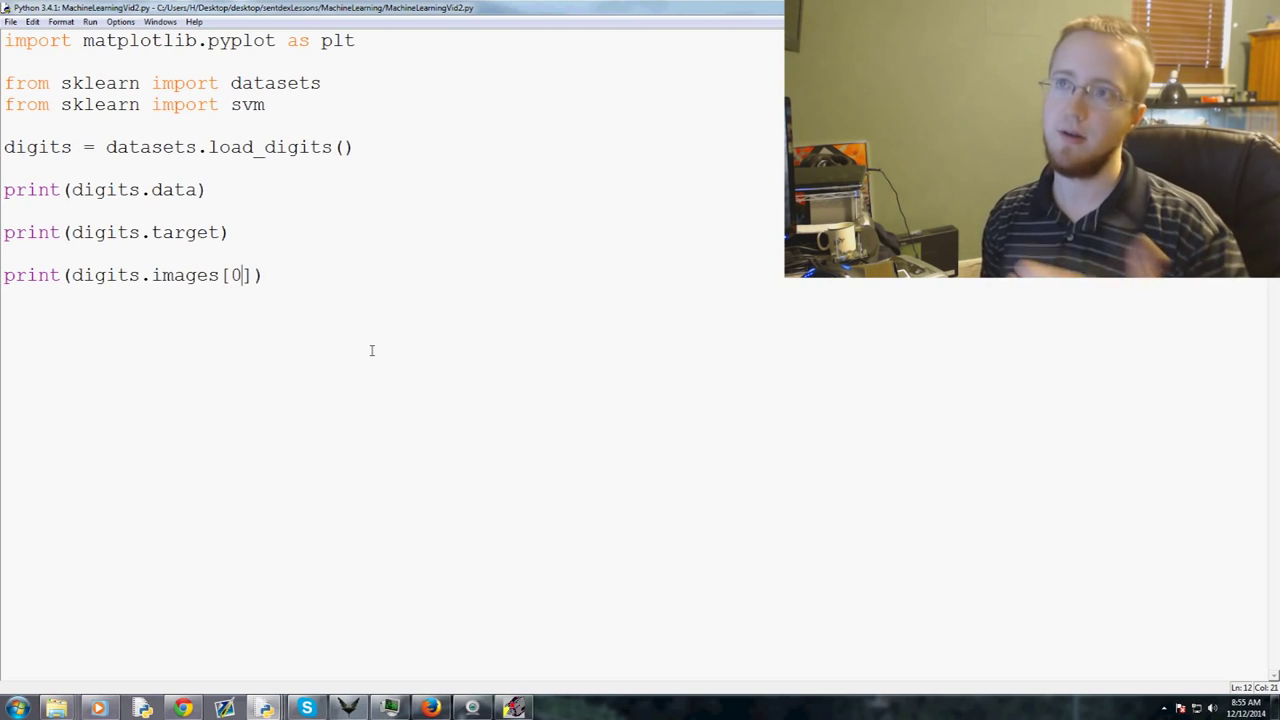 Python 3.4.1: MachineLearningVid2.py - C:/Users/H/Desktop/desktop/sentdexLessons/MachineLearning/MachineLearningVid2.py
File Edit Format Run Options Windows Help
import matplotlib.pyplot as plt
from sklearn import datasets
from sklearn import svm
digits = datasets.load_digits()
print(digits.data)
print(digits.target)
print(digits.images[0])
Ln: 12 Col: 21
8:55 AM
12/12/2014